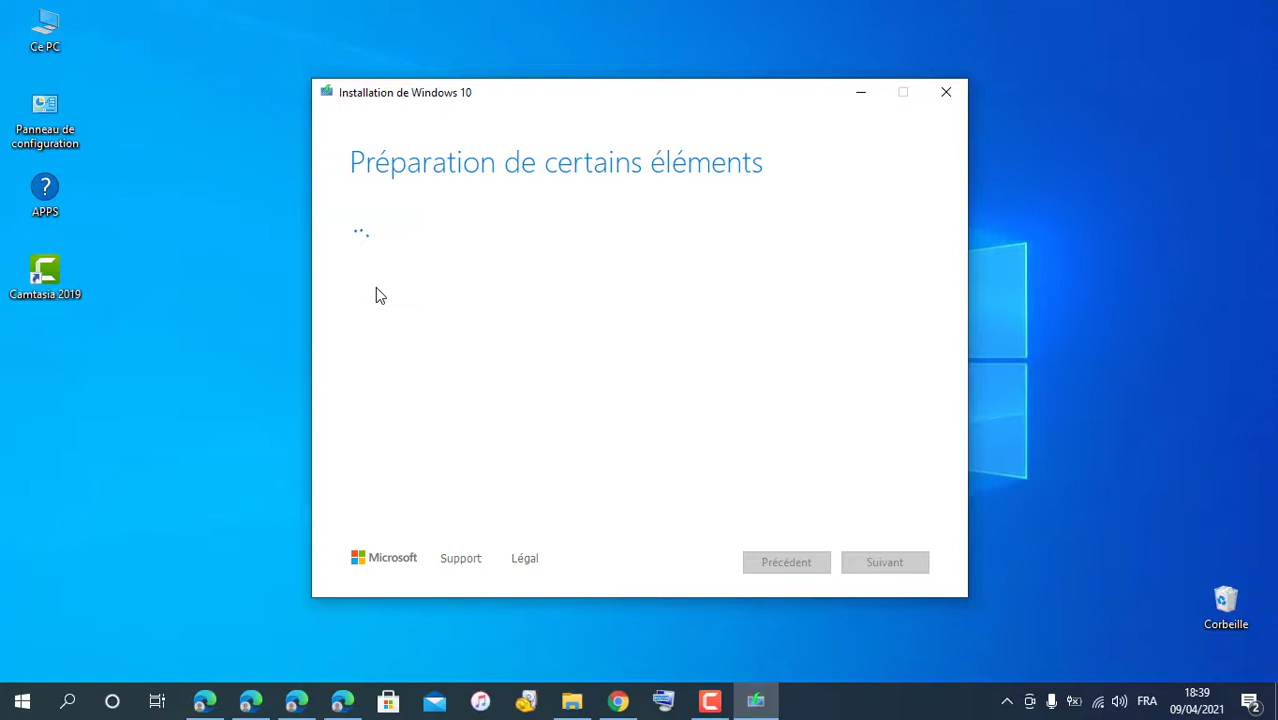 Ce PC
Panneau de
configuration
APPS
Camtasia 2019
Installation de Windows 10
Préparation de certains éléments
Microsoft
Support
Légal
Précédent
Suivant
Corbeille
FRA
18:39
09/04/2021
2